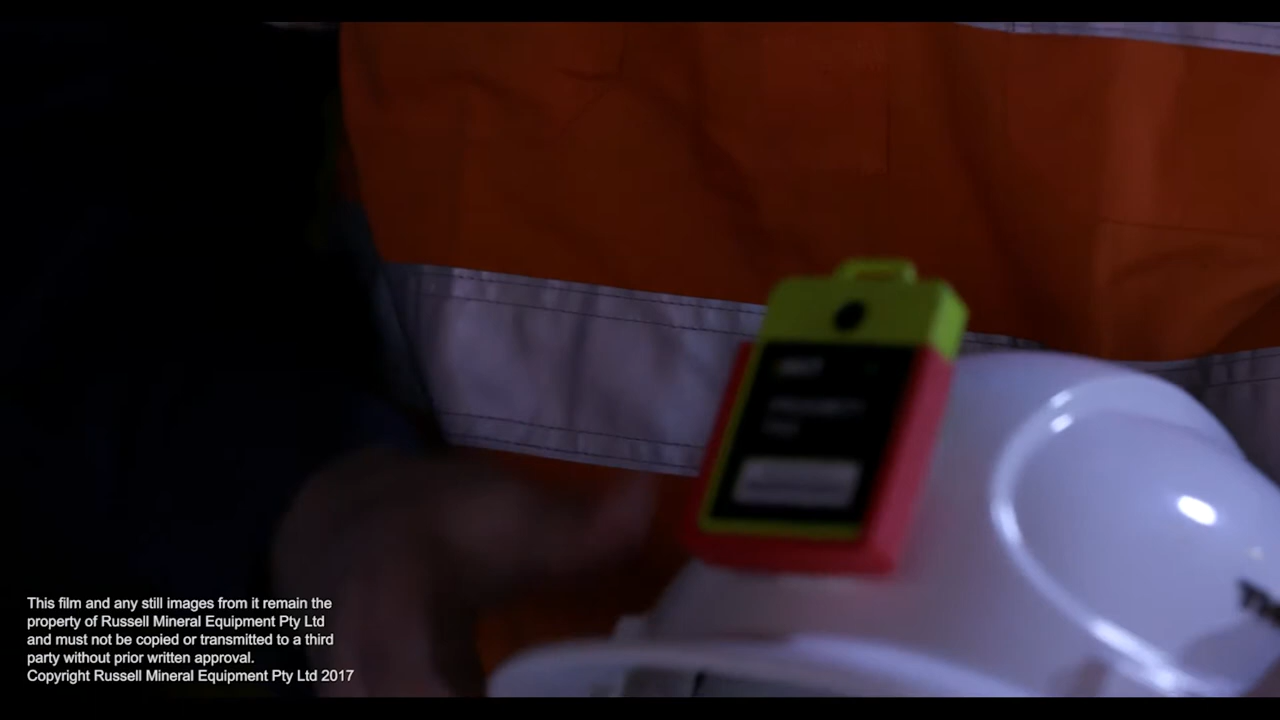 This film and any still images from it remain the
property of Russell Mineral Equipment Pty Ltd
and must not be copied or transmitted to a third
party without prior written approval.
Copyright Russell Mineral Equipment Pty Ltd 2017